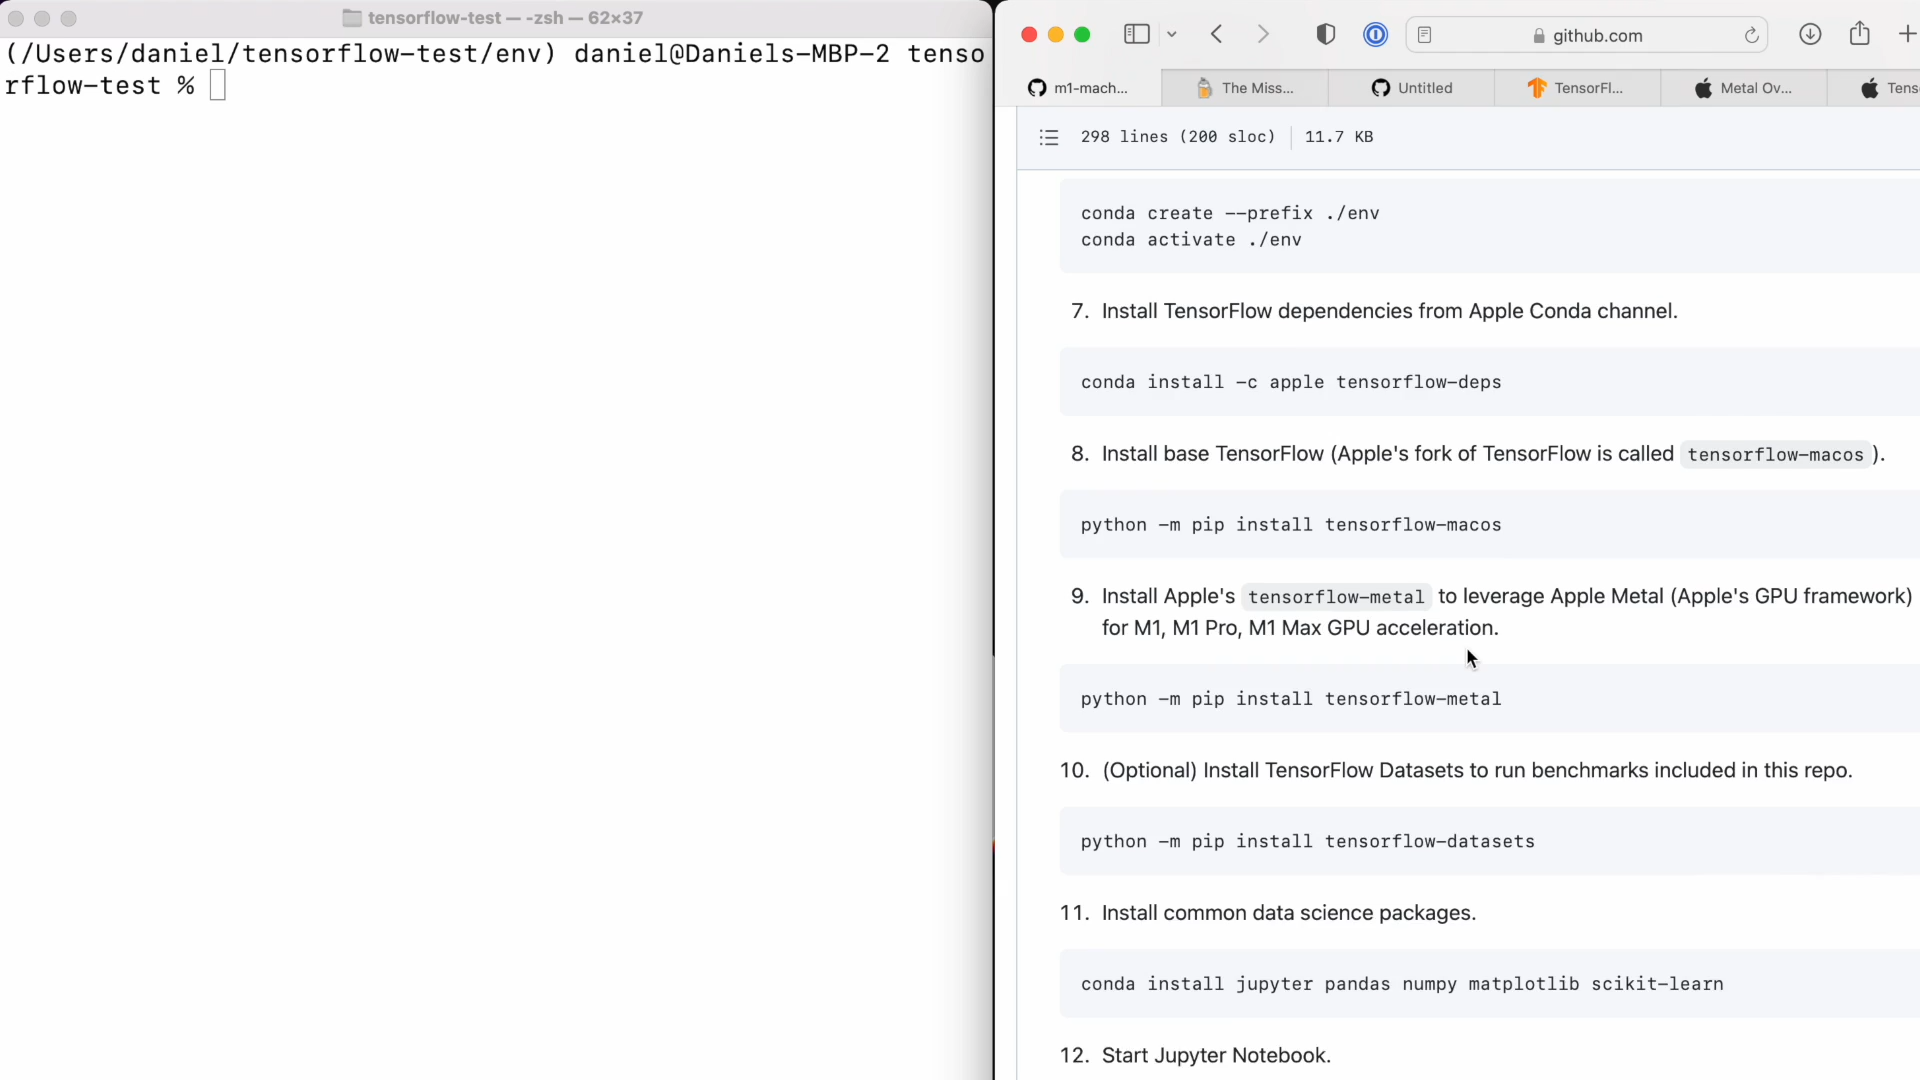 tensorflow-test — -zsh — 62×37
(/Users/daniel/tensorflow-test/env) daniel@Daniels-MBP-2 tenso
rflow-test %
github.com
m1-mach...
The Miss...
Untitled
TensorFl...
Metal Ov...
Tens
298 lines (200 sloc) 11.7 KB
conda create --prefix ./env
conda activate ./env
7. Install TensorFlow dependencies from Apple Conda channel.
conda install -c apple tensorflow-deps
8. Install base TensorFlow (Apple's fork of TensorFlow is called tensorflow-macos ).
python -m pip install tensorflow-macos
9. Install Apple's tensorflow-metal to leverage Apple Metal (Apple's GPU framework)
for M1, M1 Pro, M1 Max GPU acceleration.
python -m pip install tensorflow-metal
10. (Optional) Install TensorFlow Datasets to run benchmarks included in this repo.
python -m pip install tensorflow-datasets
11. Install common data science packages.
conda install jupyter pandas numpy matplotlib scikit-learn
12. Start Jupyter Notebook.